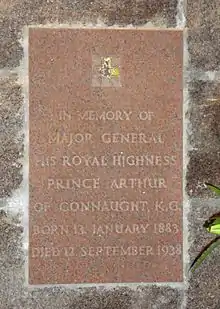 IN MEMORY OF
MAJOR GENERAL
HIS ROYAL HIGHNESS
PRINCE ARTHUR
OF CONNAUGHT K.G.
BORN 13. JANUARY 1883
DIED 12. SEPTEMBER 1938